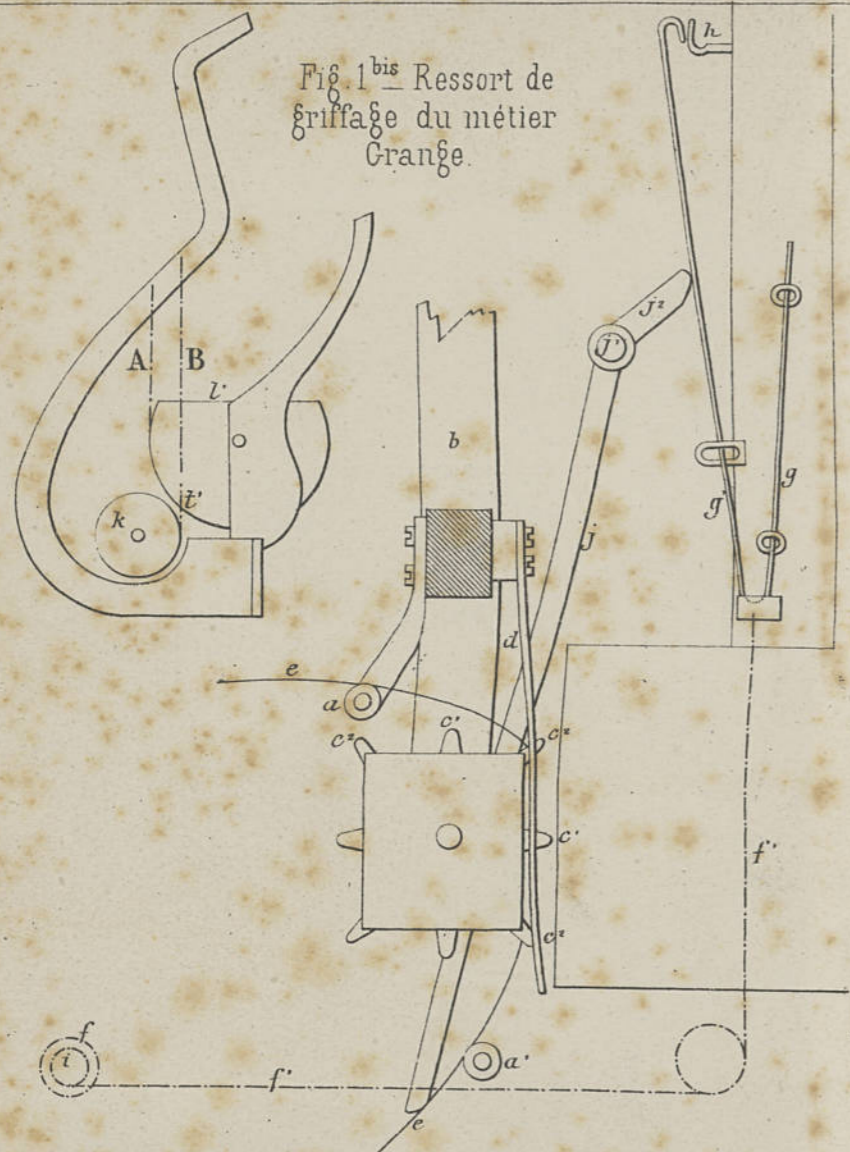 Fig. 1bis Ressort de
griffage du métier
Grange.
h
A B
l'
t'
k
j²
j'
b
g
g'
j
d
e
a
c² c' c²
c'
c²
f'
f
i
f'
a'
e